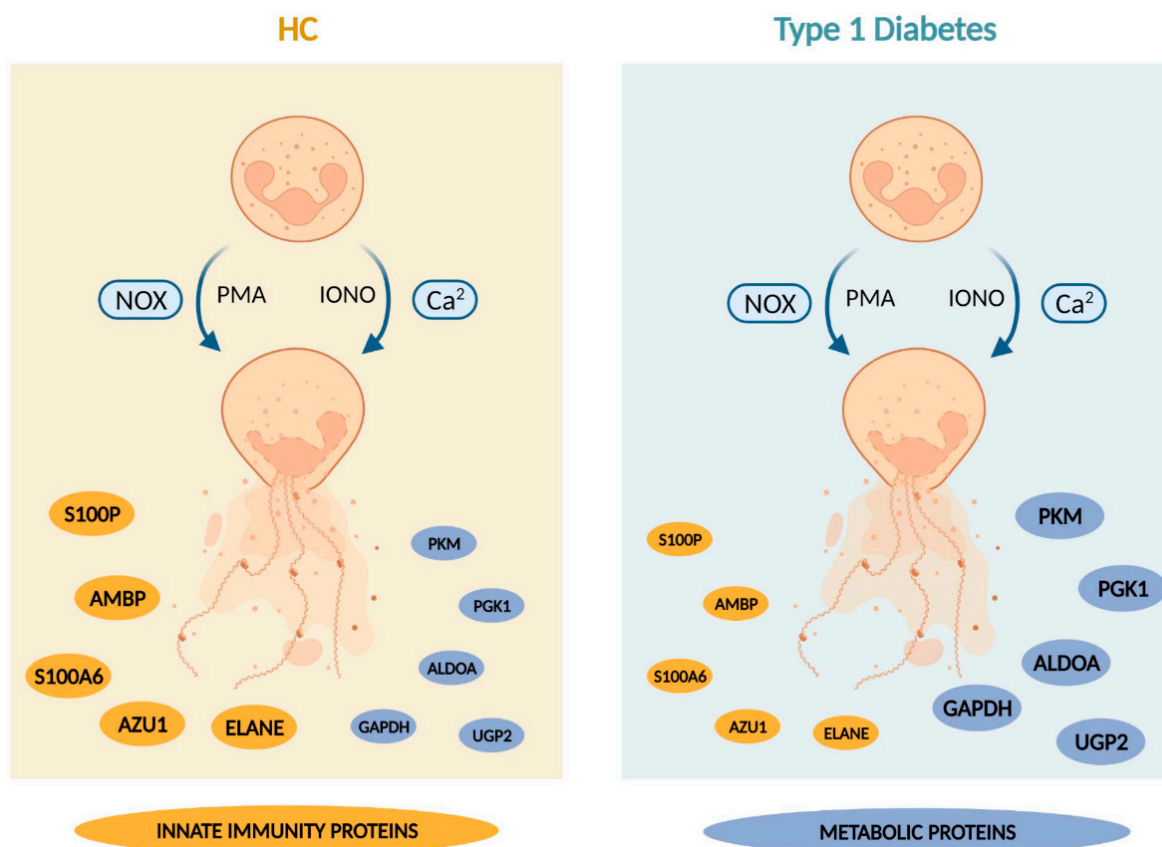 HC
Type 1 Diabetes
NOX
PMA
IONO
Ca²
S100P
AMBP
S100A6
AZU1
ELANE
PKM
PGK1
ALDOA
GAPDH
UGP2
NOX
PMA
IONO
Ca²
S100P
AMBP
S100A6
AZU1
ELANE
PKM
PGK1
ALDOA
GAPDH
UGP2
INNATE IMMUNITY PROTEINS
METABOLIC PROTEINS